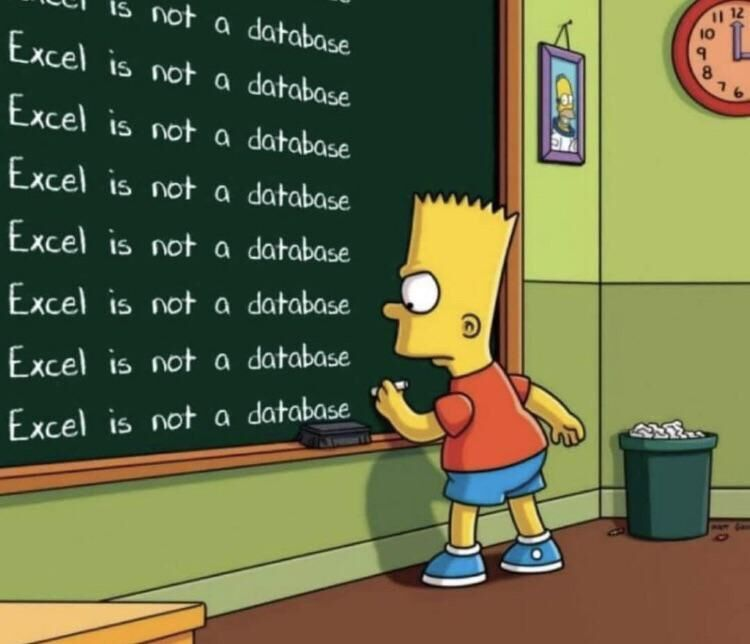 is not a database
Excel is not a database
Excel is not a database
Excel is not a database
Excel is not a database
Excel is not a database
Excel is not a database
Excel is not a database
11 12
10
9
8
7 6